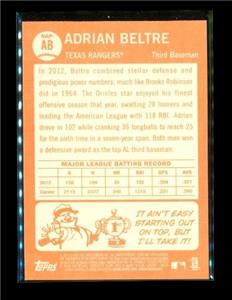 NAP-
AB
ADRIAN BELTRE
TEXAS RANGERS® Third Baseman
In 2012, Beltre combined stellar defense and
prodigious power numbers, much like Brooks Robinson
did in 1964. The Orioles star enjoyed his finest
offensive season that year, swatting 28 homers and
leading the American League with 118 RBI. Adrian
drove in 102 while cranking 36 longballs to reach 25
for the sixth time in a seven-year span. Both men won
a defensive award as the top AL third baseman.
MAJOR LEAGUE BATTING RECORD
2012
Career
IT AIN'T EASY
STARTING OUT
ON TOP, BUT
I'LL TAKE IT!
Topps